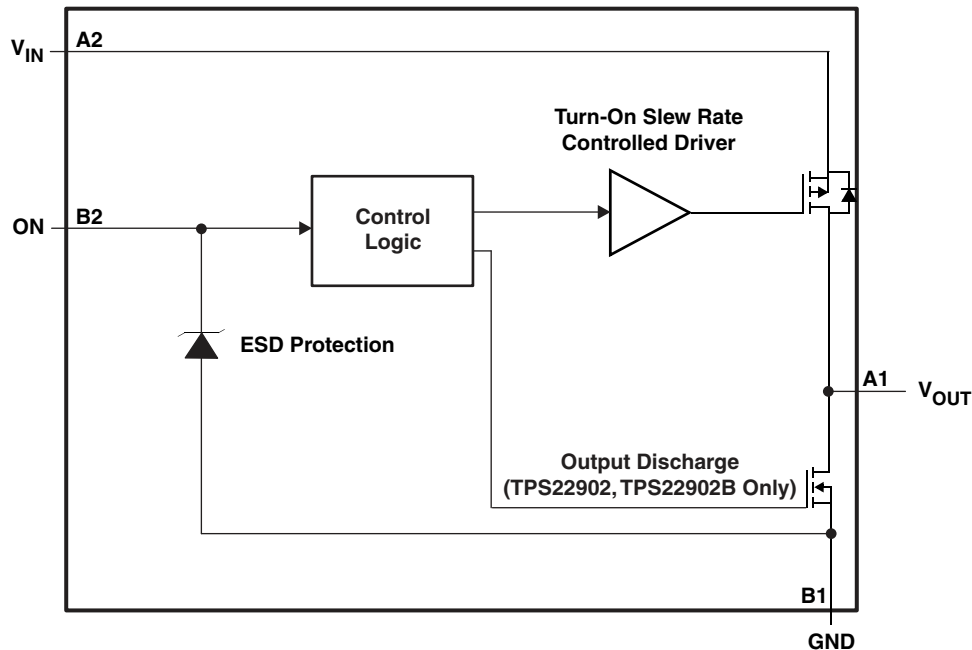 A2
V_IN
Turn-On Slew Rate
Controlled Driver
B2
ON
Control
Logic
ESD Protection
A1
V_OUT
Output Discharge
(TPS22902, TPS22902B Only)
B1
GND